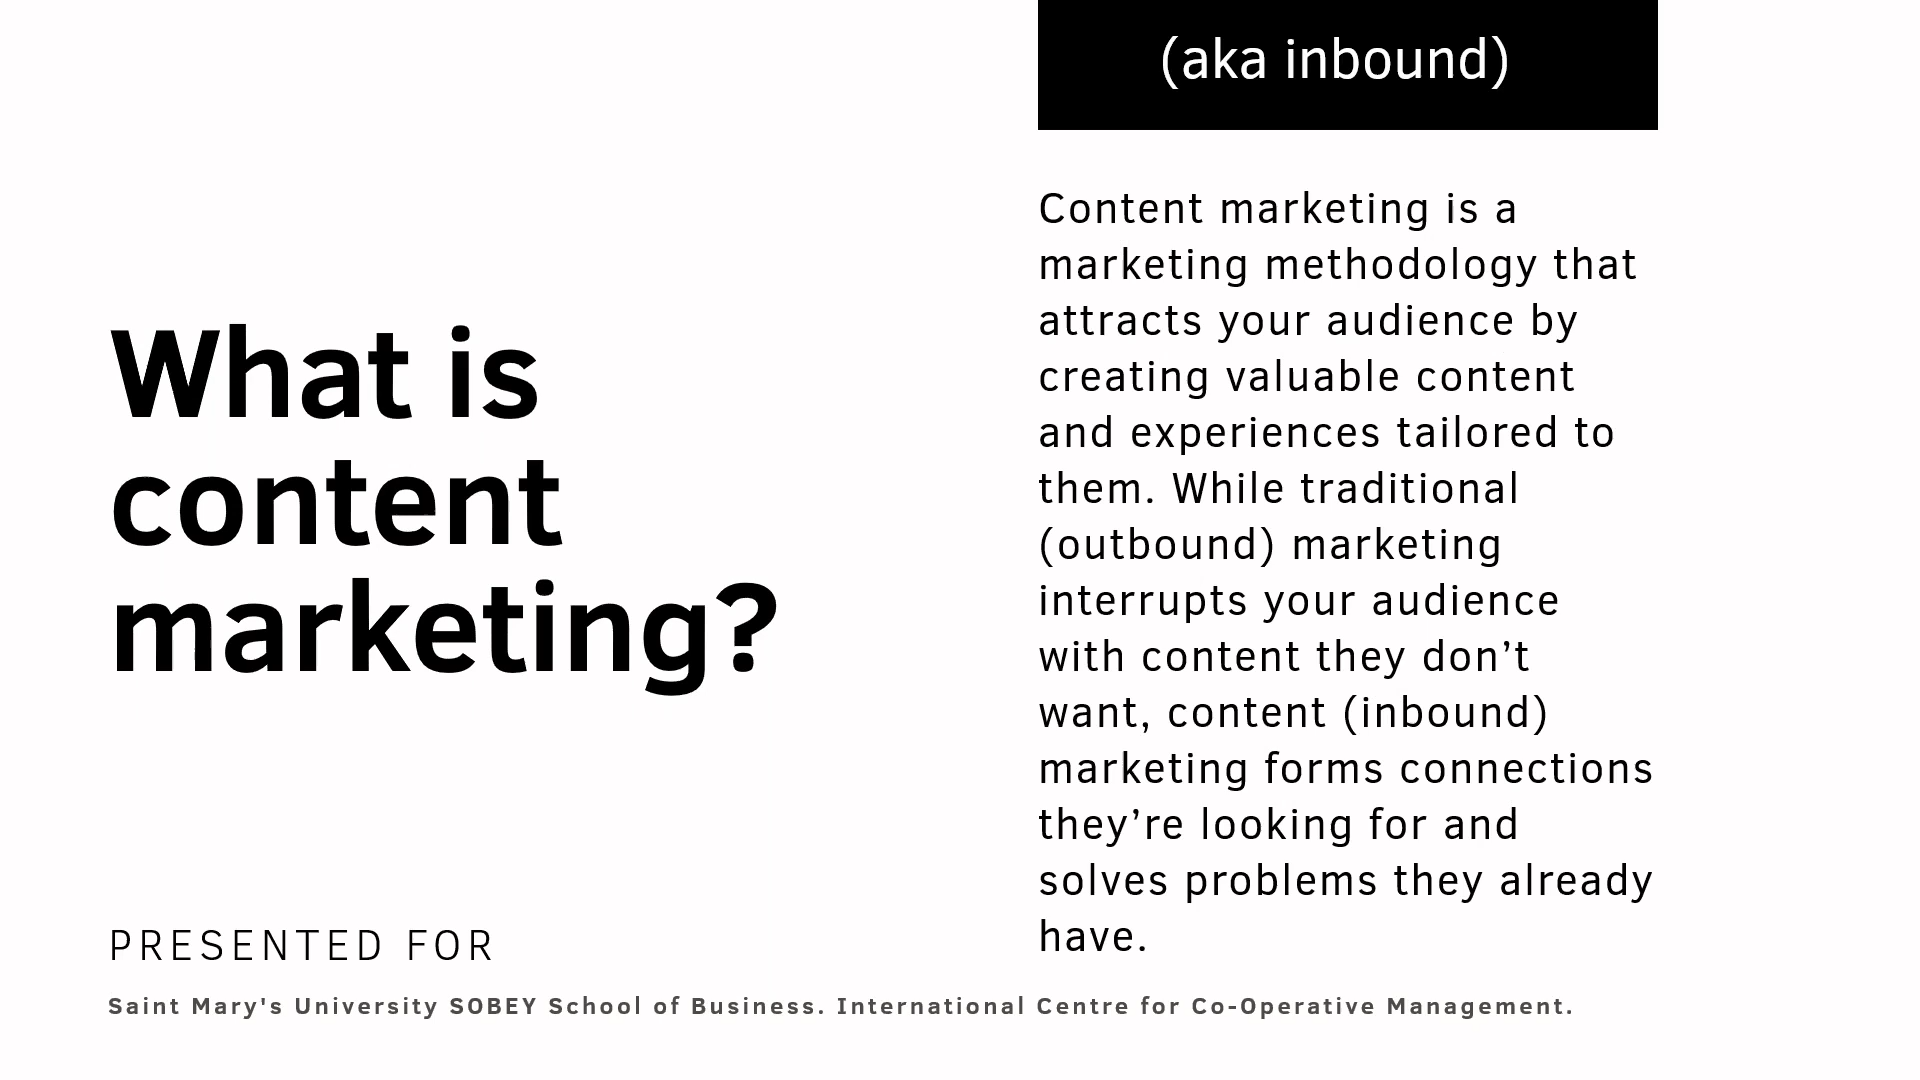 What is
content
marketing?
(aka inbound)
Content marketing is a
marketing methodology that
attracts your audience by
creating valuable content
and experiences tailored to
them. While traditional
(outbound) marketing
interrupts your audience
with content they don’t
want, content (inbound)
marketing forms connections
they’re looking for and
solves problems they already
have.
PRESENTED FOR
Saint Mary's University SOBEY School of Business. International Centre for Co-Operative Management.